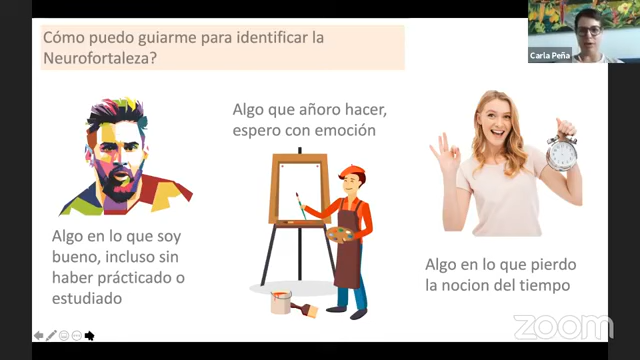 Cómo puedo guiarme para identificar la
Neurofortaleza?
Carla Peña
Algo que añoro hacer,
espero con emoción
Algo en lo que soy
bueno, incluso sin
haber prácticado o
estudiado
Algo en lo que pierdo
la nocion del tiempo
zoom